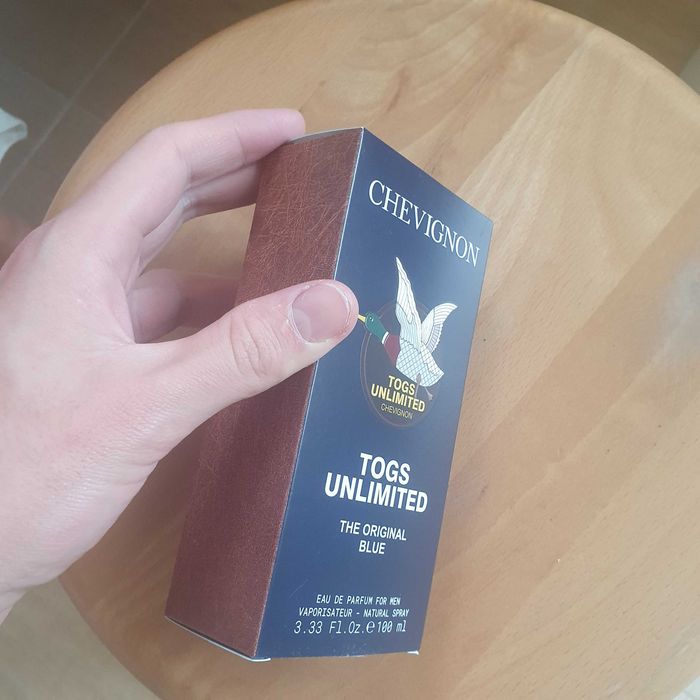 CHEVIGNON
TOGS
UNLIMITED
CHEVIGNON
TOGS
UNLIMITED
THE ORIGINAL
BLUE
EAU DE PARFUM FOR MEN
VAPORISATEUR - NATURAL SPRAY
3.33 Fl.Oz.℮100 ml